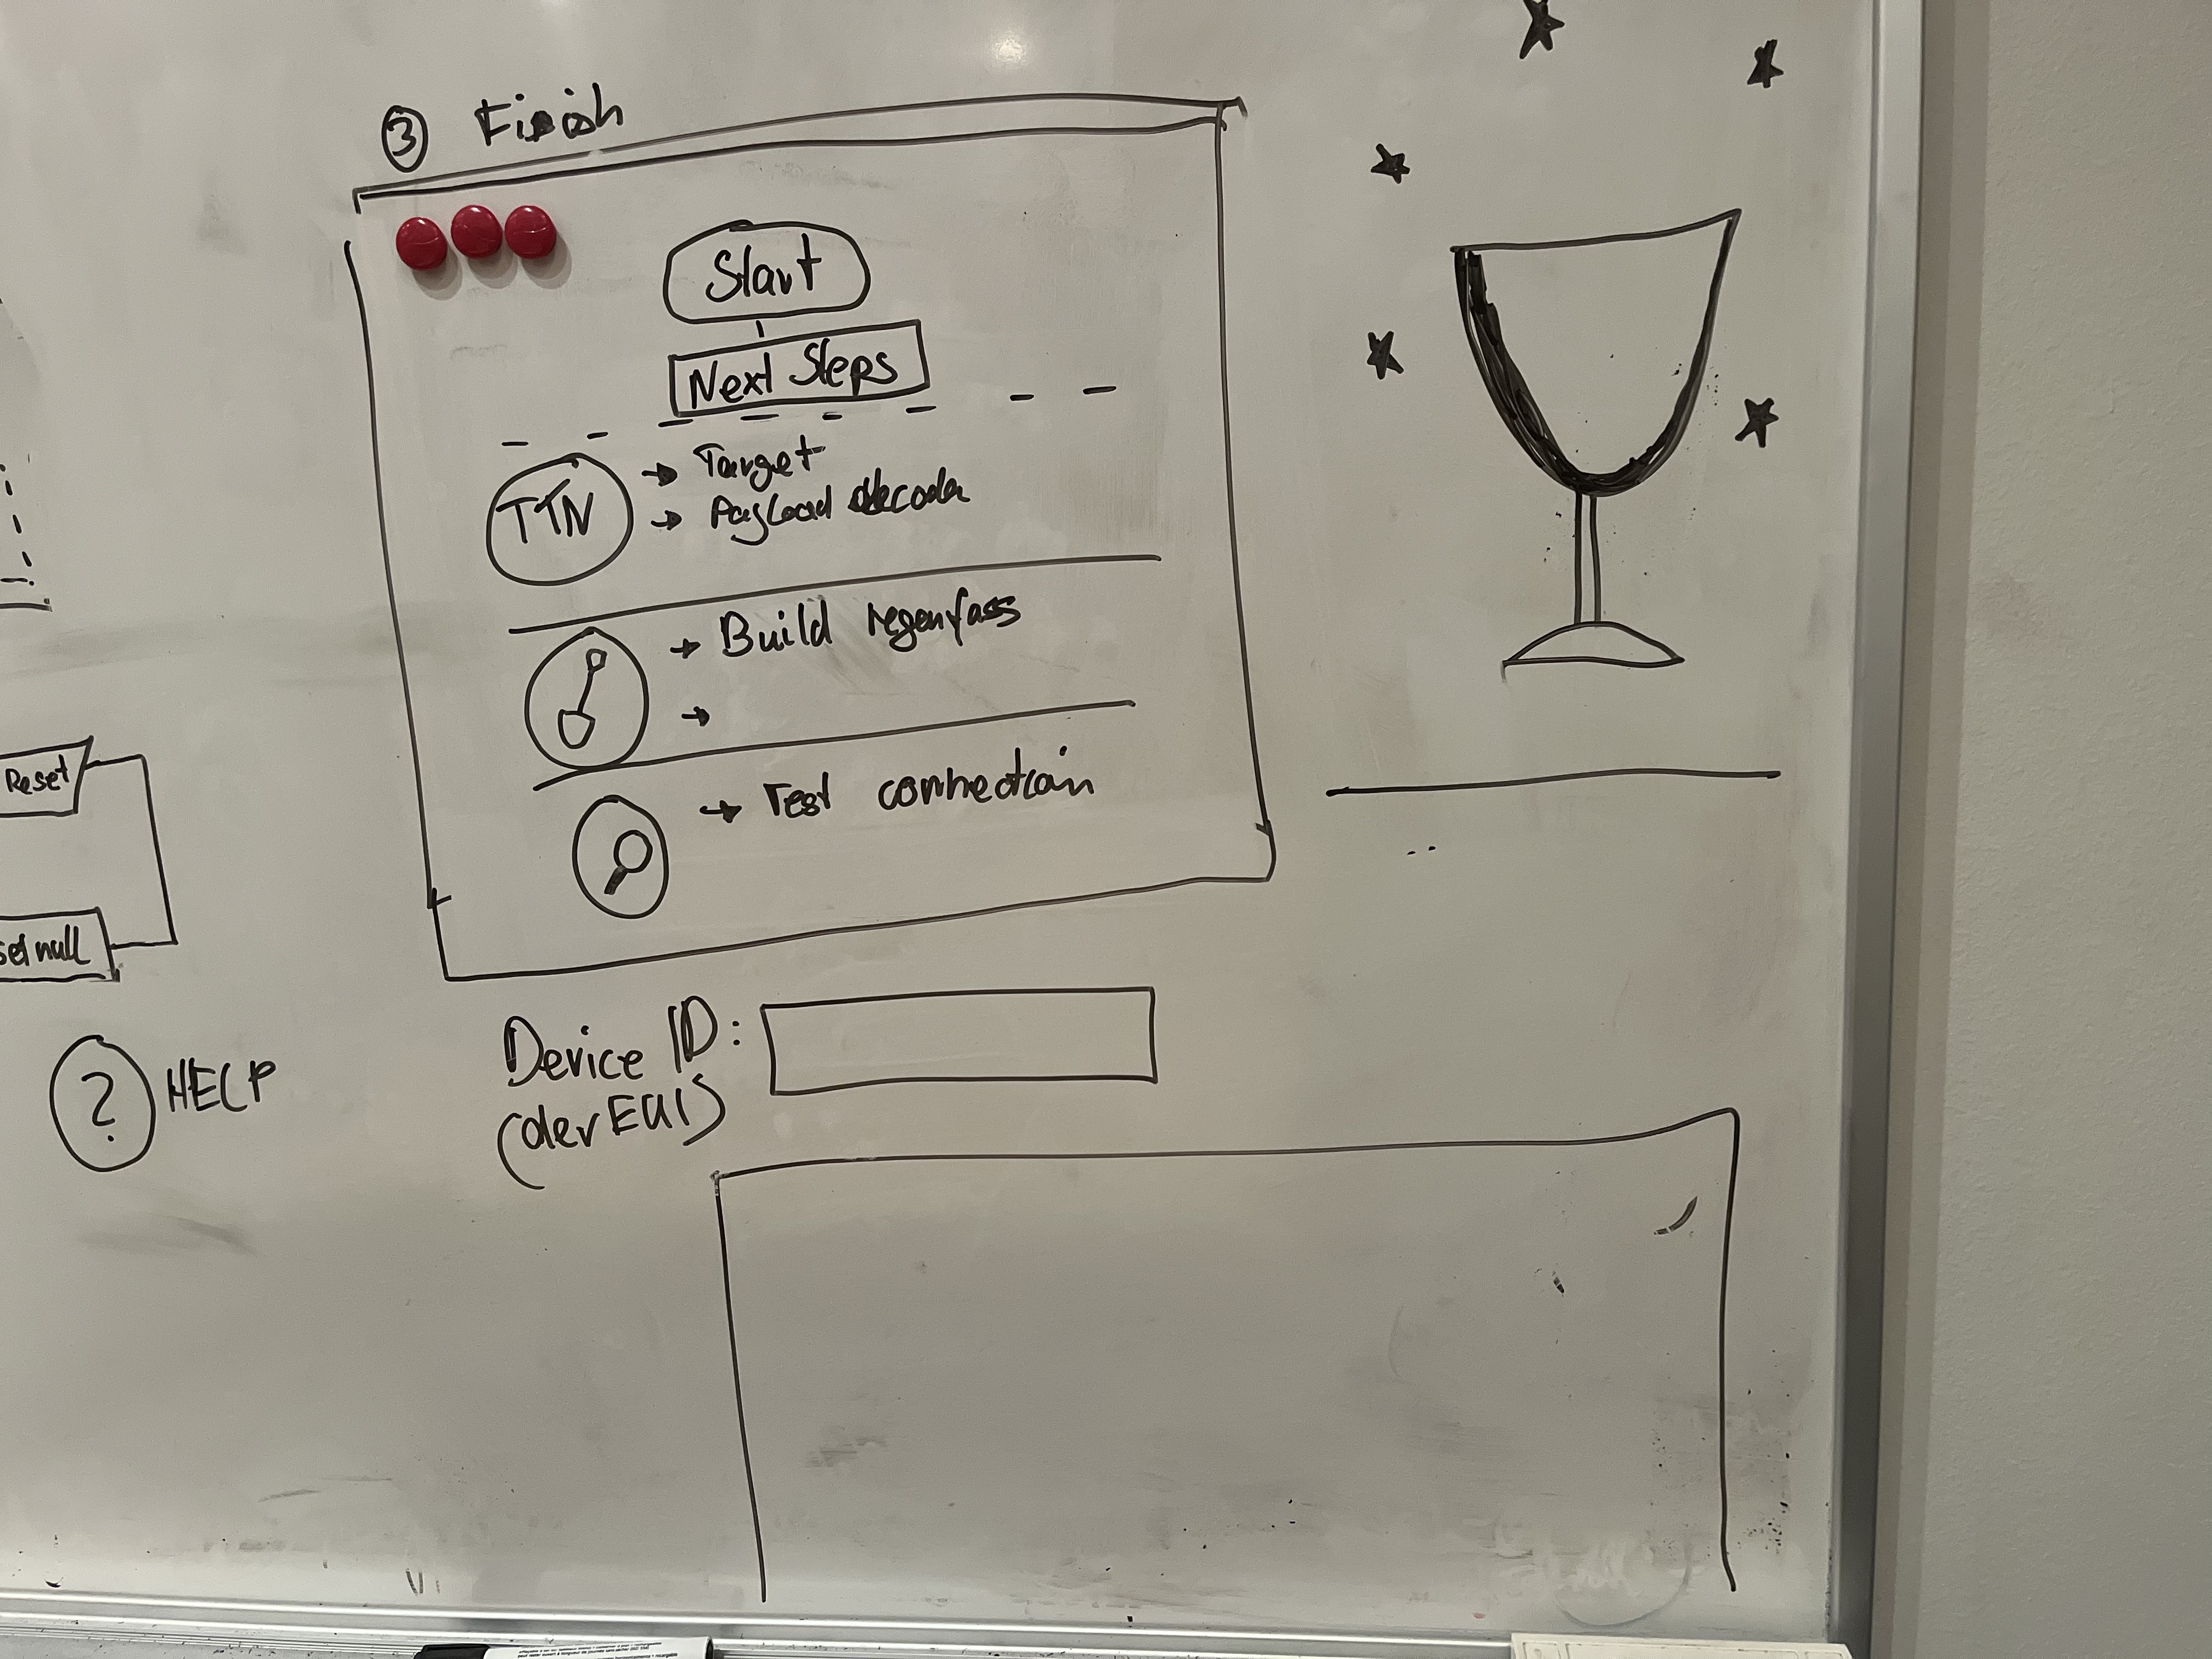 3 Finish
Start
Next Steps
TTN → Target
→ Payload decoder
→ Build regenfass
→
→ Test connection
Reset
set null
? HELP
Device ID:
(devEUI)